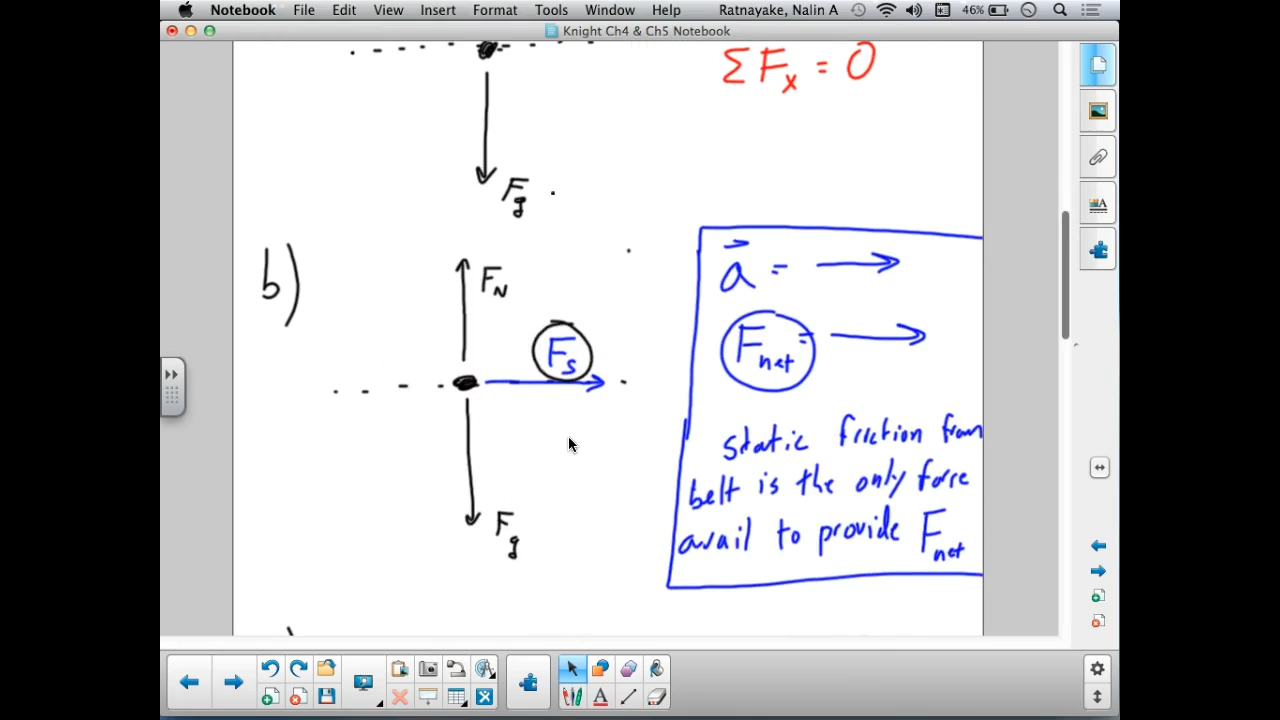 Notebook File Edit View Insert Format Tools Window Help Ratnayake, Nalin A 46%
Knight Ch4 & Ch5 Notebook
ΣFx = 0
Fg
b)
FN
a =
Fs
Fnet =
static friction from
belt is the only force
avail to provide Fnet
Fg